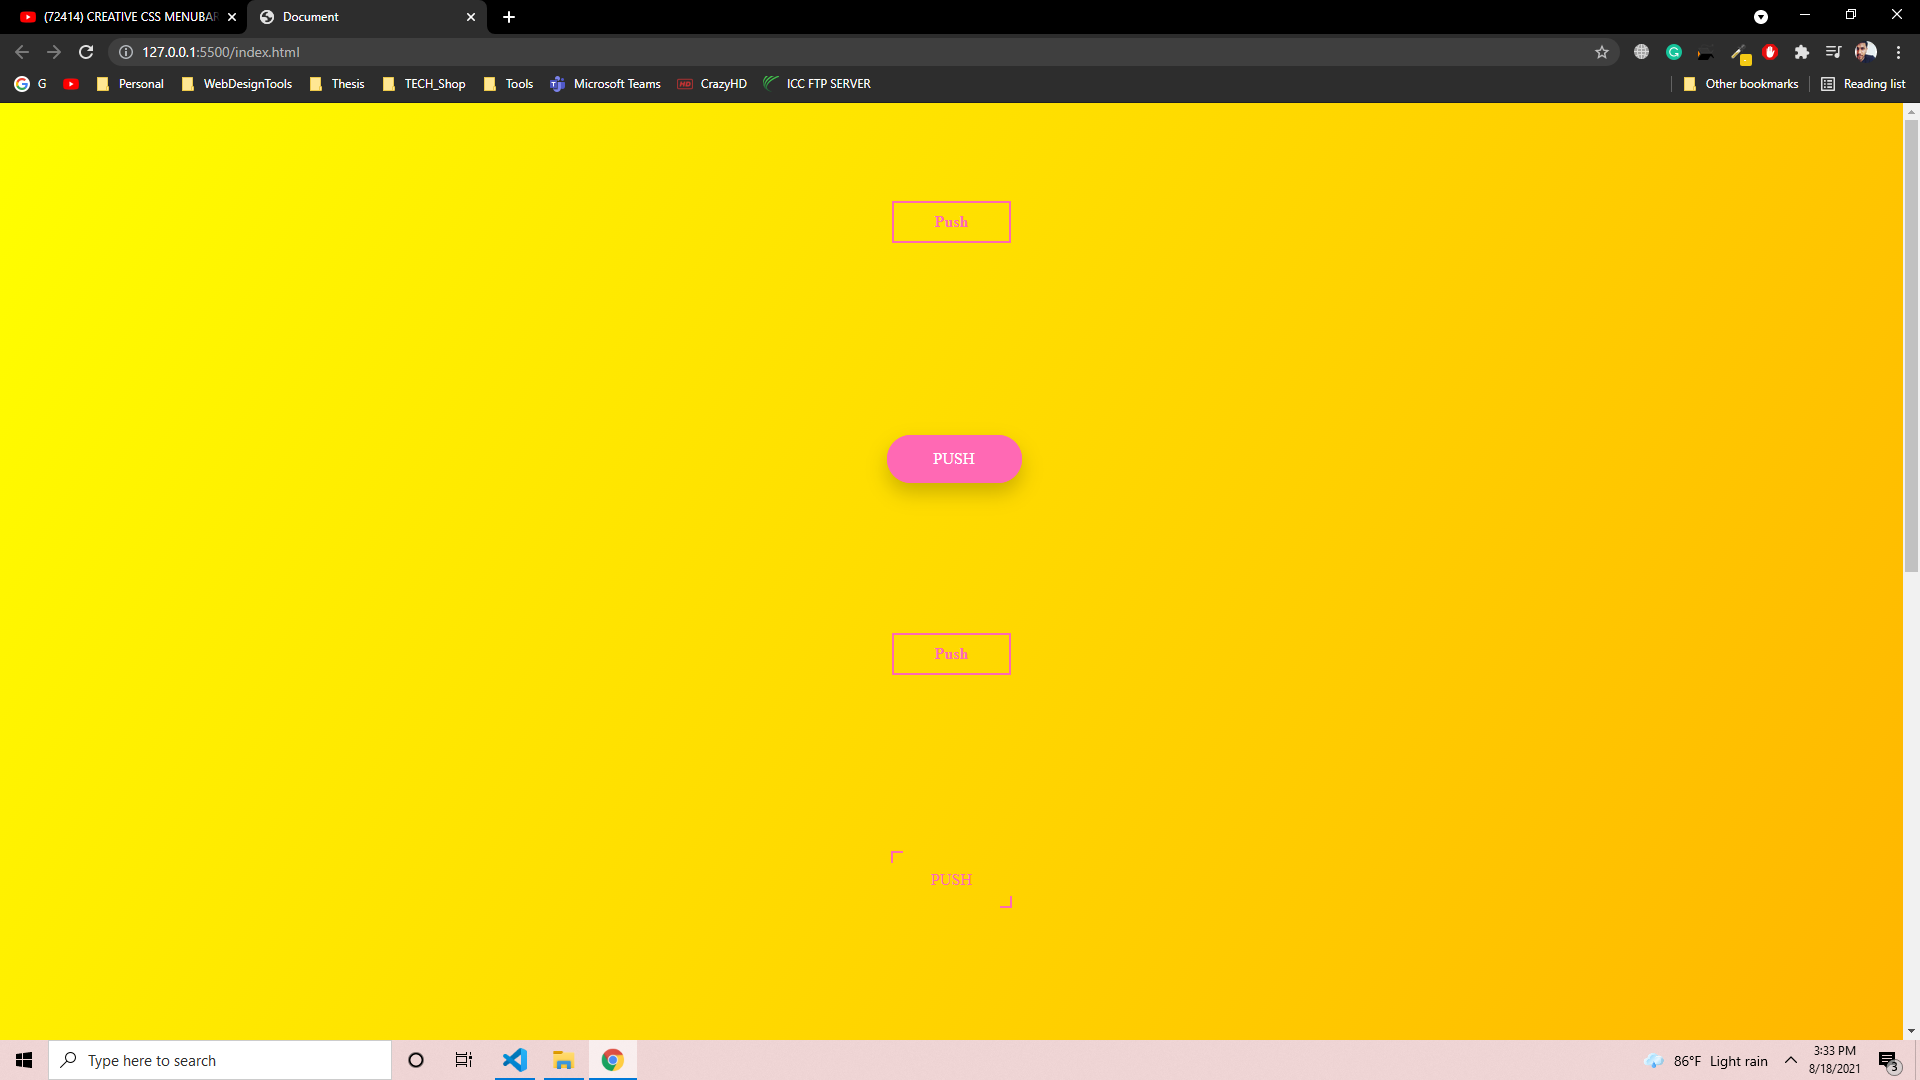 (72414) CREATIVE CSS MENUBAR
Document
127.0.0.1:5500/index.html
G
Personal
WebDesignTools
Thesis
TECH_Shop
Tools
Microsoft Teams
HD
CrazyHD
ICC FTP SERVER
Other bookmarks
Reading list
Push
PUSH
Push
PUSH
Type here to search
86°F Light rain
3:33 PM
8/18/2021
3